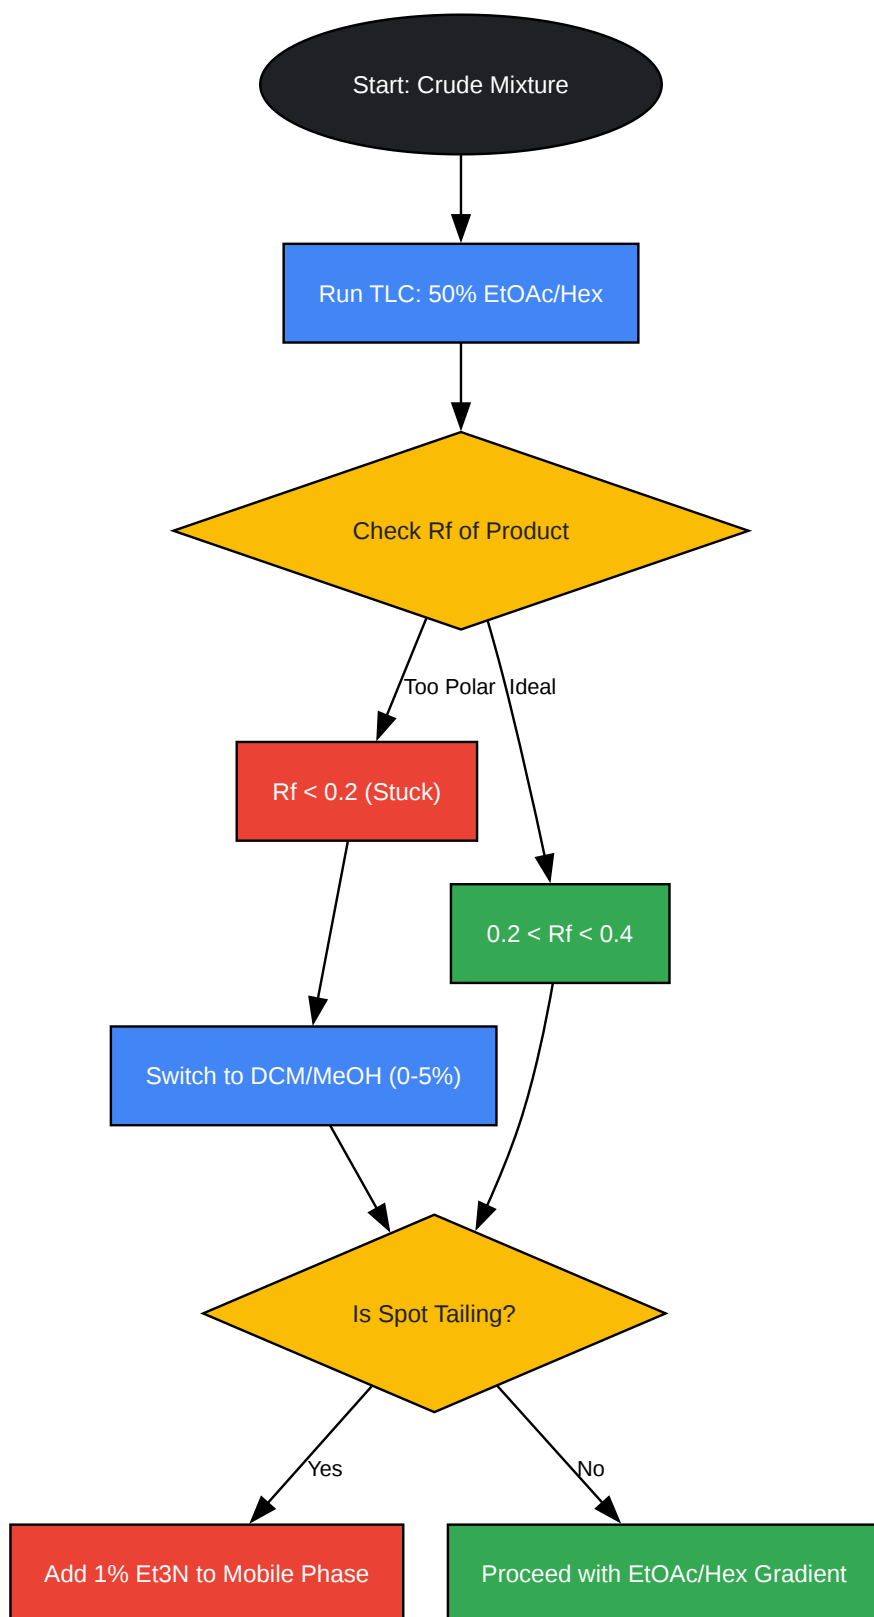 Start: Crude Mixture
Run TLC: 50% EtOAc/Hex
Check Rf of Product
Too Polar
Ideal
Rf < 0.2 (Stuck)
0.2 < Rf < 0.4
Switch to DCM/MeOH (0-5%)
Is Spot Tailing?
Yes
No
Add 1% Et3N to Mobile Phase
Proceed with EtOAc/Hex Gradient